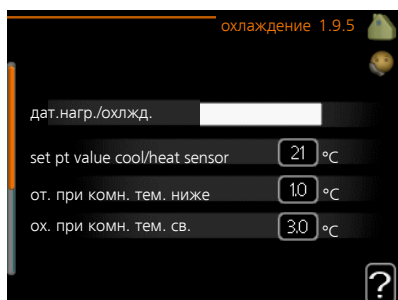 охлаждение 1.9.5
дат.нагр./охлжд.
set pt value cool/heat sensor 21 °C
от. при комн. тем. ниже 1.0 °C
ох. при комн. тем. св. 3.0 °C
?